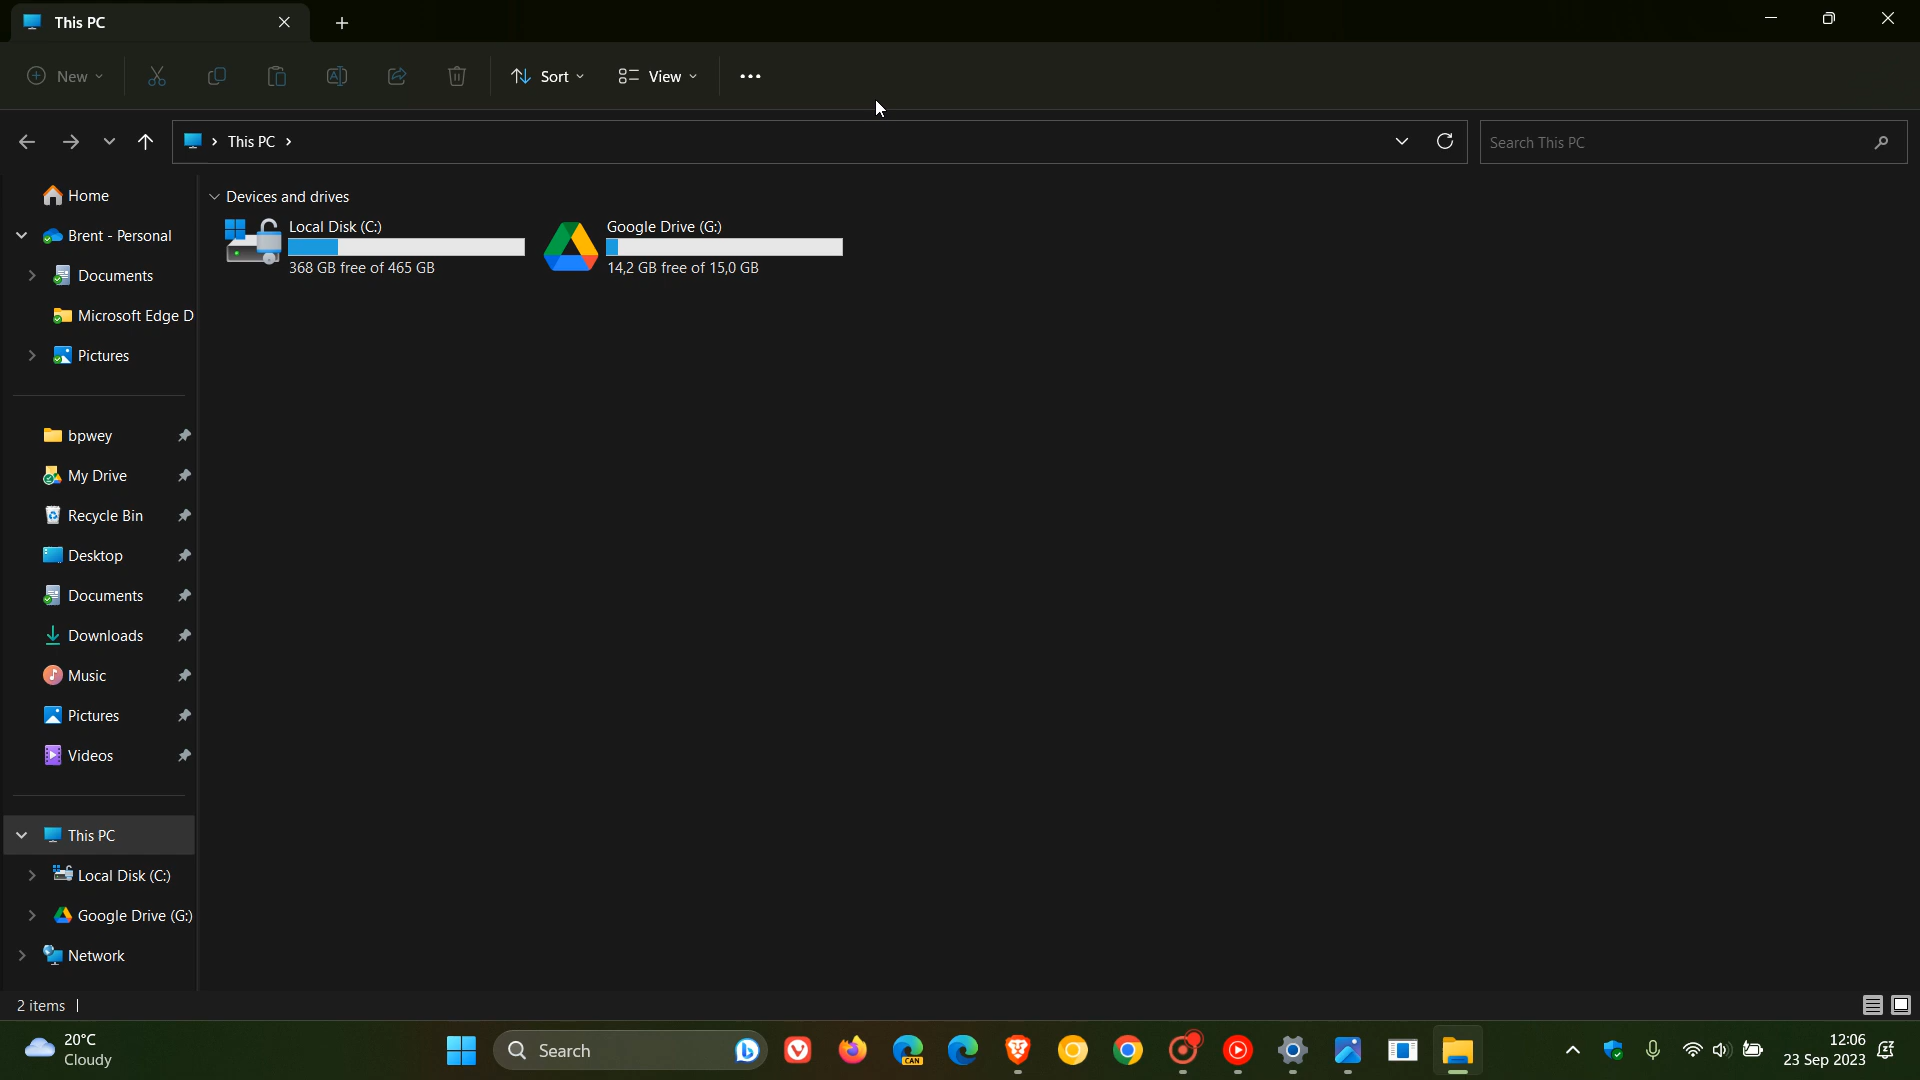 This PC
New
Sort
View
This PC
Search This PC
Home
Brent - Personal
Documents
Microsoft Edge D
Pictures
bpwey
My Drive
Recycle Bin
Desktop
Documents
Downloads
Music
Pictures
Videos
This PC
Local Disk (C:)
Google Drive (G:)
Network
Devices and drives
Local Disk (C:)
368 GB free of 465 GB
Google Drive (G:)
14,2 GB free of 15,0 GB
2 items
20°C
Cloudy
Search
CAN
12:06
23 Sep 2023